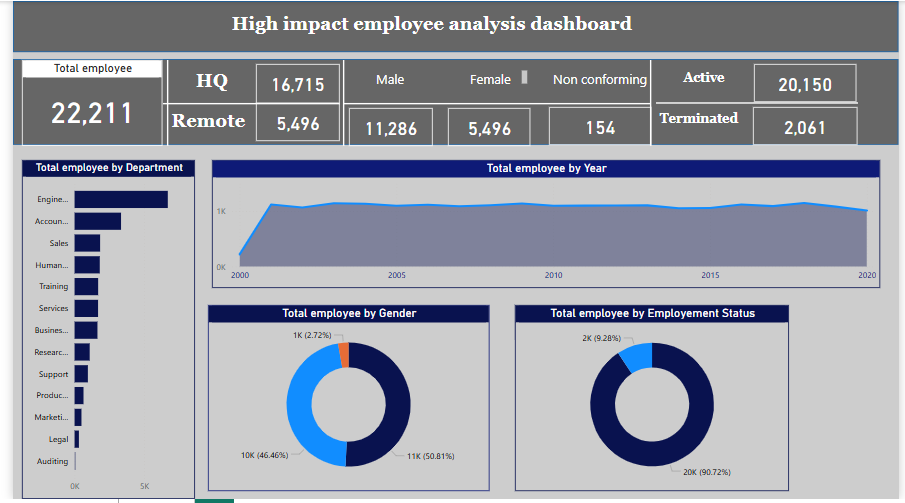 High impact employee analysis dashboard
Total employee
22,211
HQ
16,715
Remote
5,496
Male
Female
Non conforming
11,286
5,496
154
Active
20,150
Terminated
2,061
Total employee by Department
Engine...
Accoun...
Sales
Human...
Training
Services
Busines...
Researc...
Support
Produc...
Marketi...
Legal
Auditing
0K
5K
Total employee by Year
1K
0K
2000
2005
2010
2015
2020
Total employee by Gender
1K (2.72%)
10K (46.46%)
11K (50.81%)
Total employee by Employement Status
2K (9.28%)
20K (90.72%)